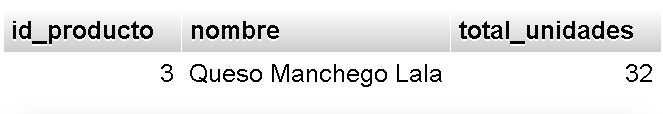 id_producto nombre total_unidades
3 Queso Manchego Lala 32